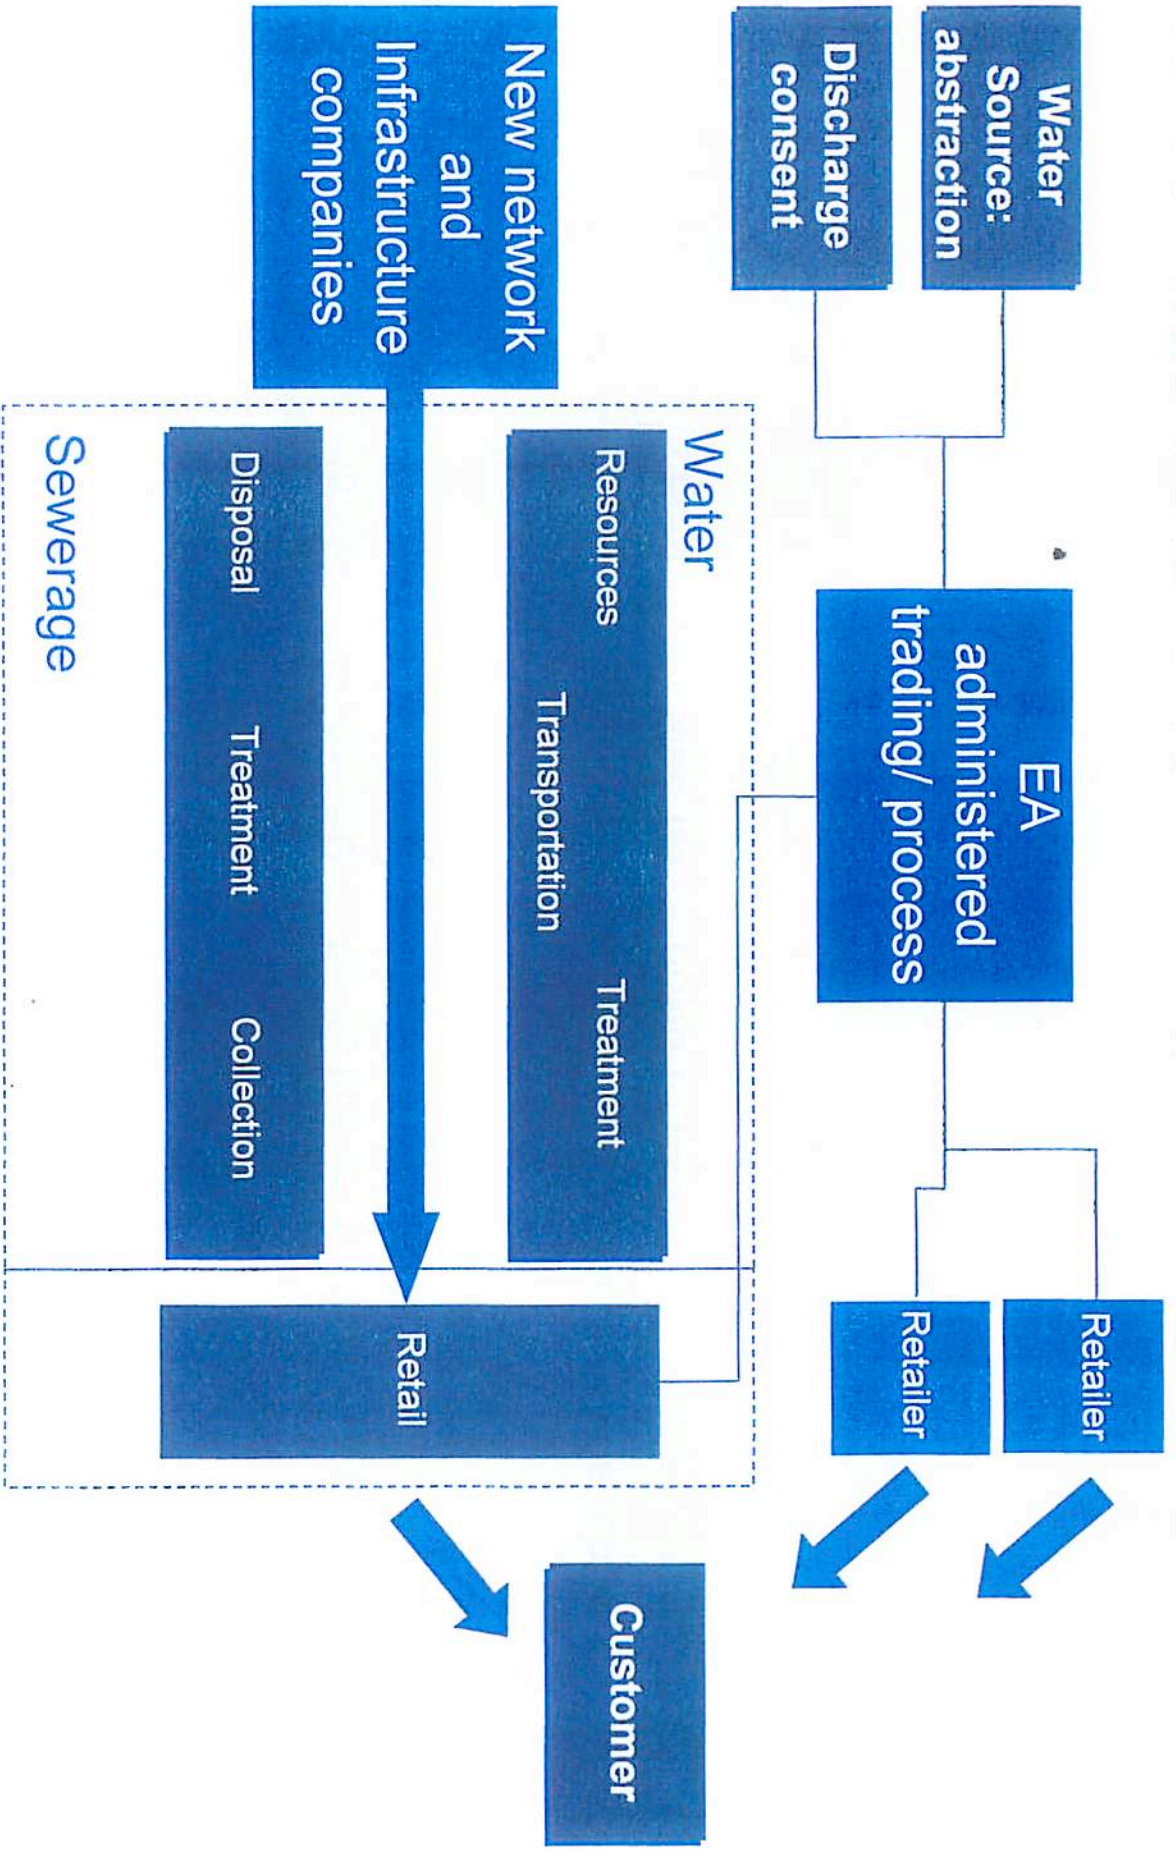 Water
Source:
abstraction
Discharge
consent
EA
administered
trading/ process
Retailer
Retailer
New network
and
Infrastructure
companies
Water
Resources
Treatment
Transportation
Disposal
Treatment
Collection
Sewerage
Retail
Customer